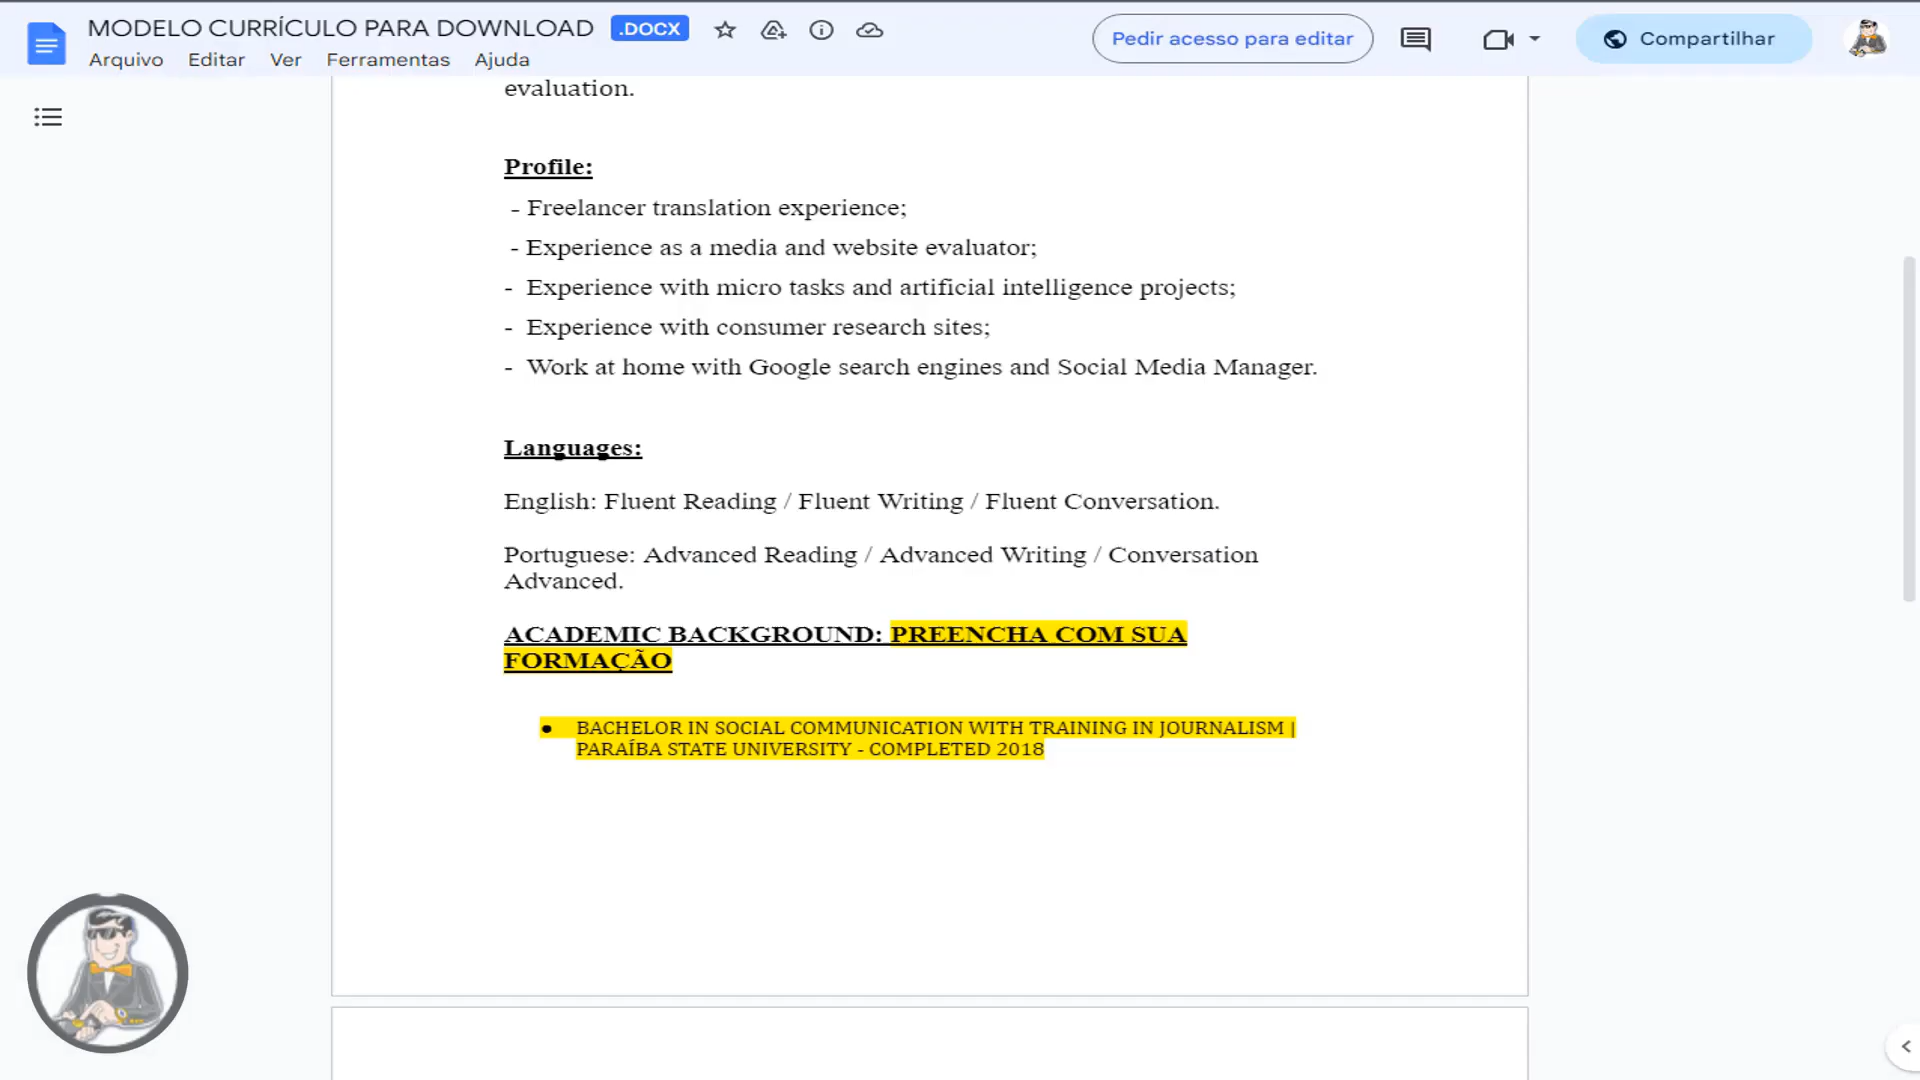 MODELO CURRÍCULO PARA DOWNLOAD .DOCX
Arquivo Editar Ver Ferramentas Ajuda
Pedir acesso para editar
Compartilhar
evaluation.
Profile:
- Freelancer translation experience;
- Experience as a media and website evaluator;
- Experience with micro tasks and artificial intelligence projects;
- Experience with consumer research sites;
- Work at home with Google search engines and Social Media Manager.
Languages:
English: Fluent Reading / Fluent Writing / Fluent Conversation.
Portuguese: Advanced Reading / Advanced Writing / Conversation
Advanced.
ACADEMIC BACKGROUND: PREENCHA COM SUA
FORMAÇÃO
● BACHELOR IN SOCIAL COMMUNICATION WITH TRAINING IN JOURNALISM |
PARAÍBA STATE UNIVERSITY - COMPLETED 2018